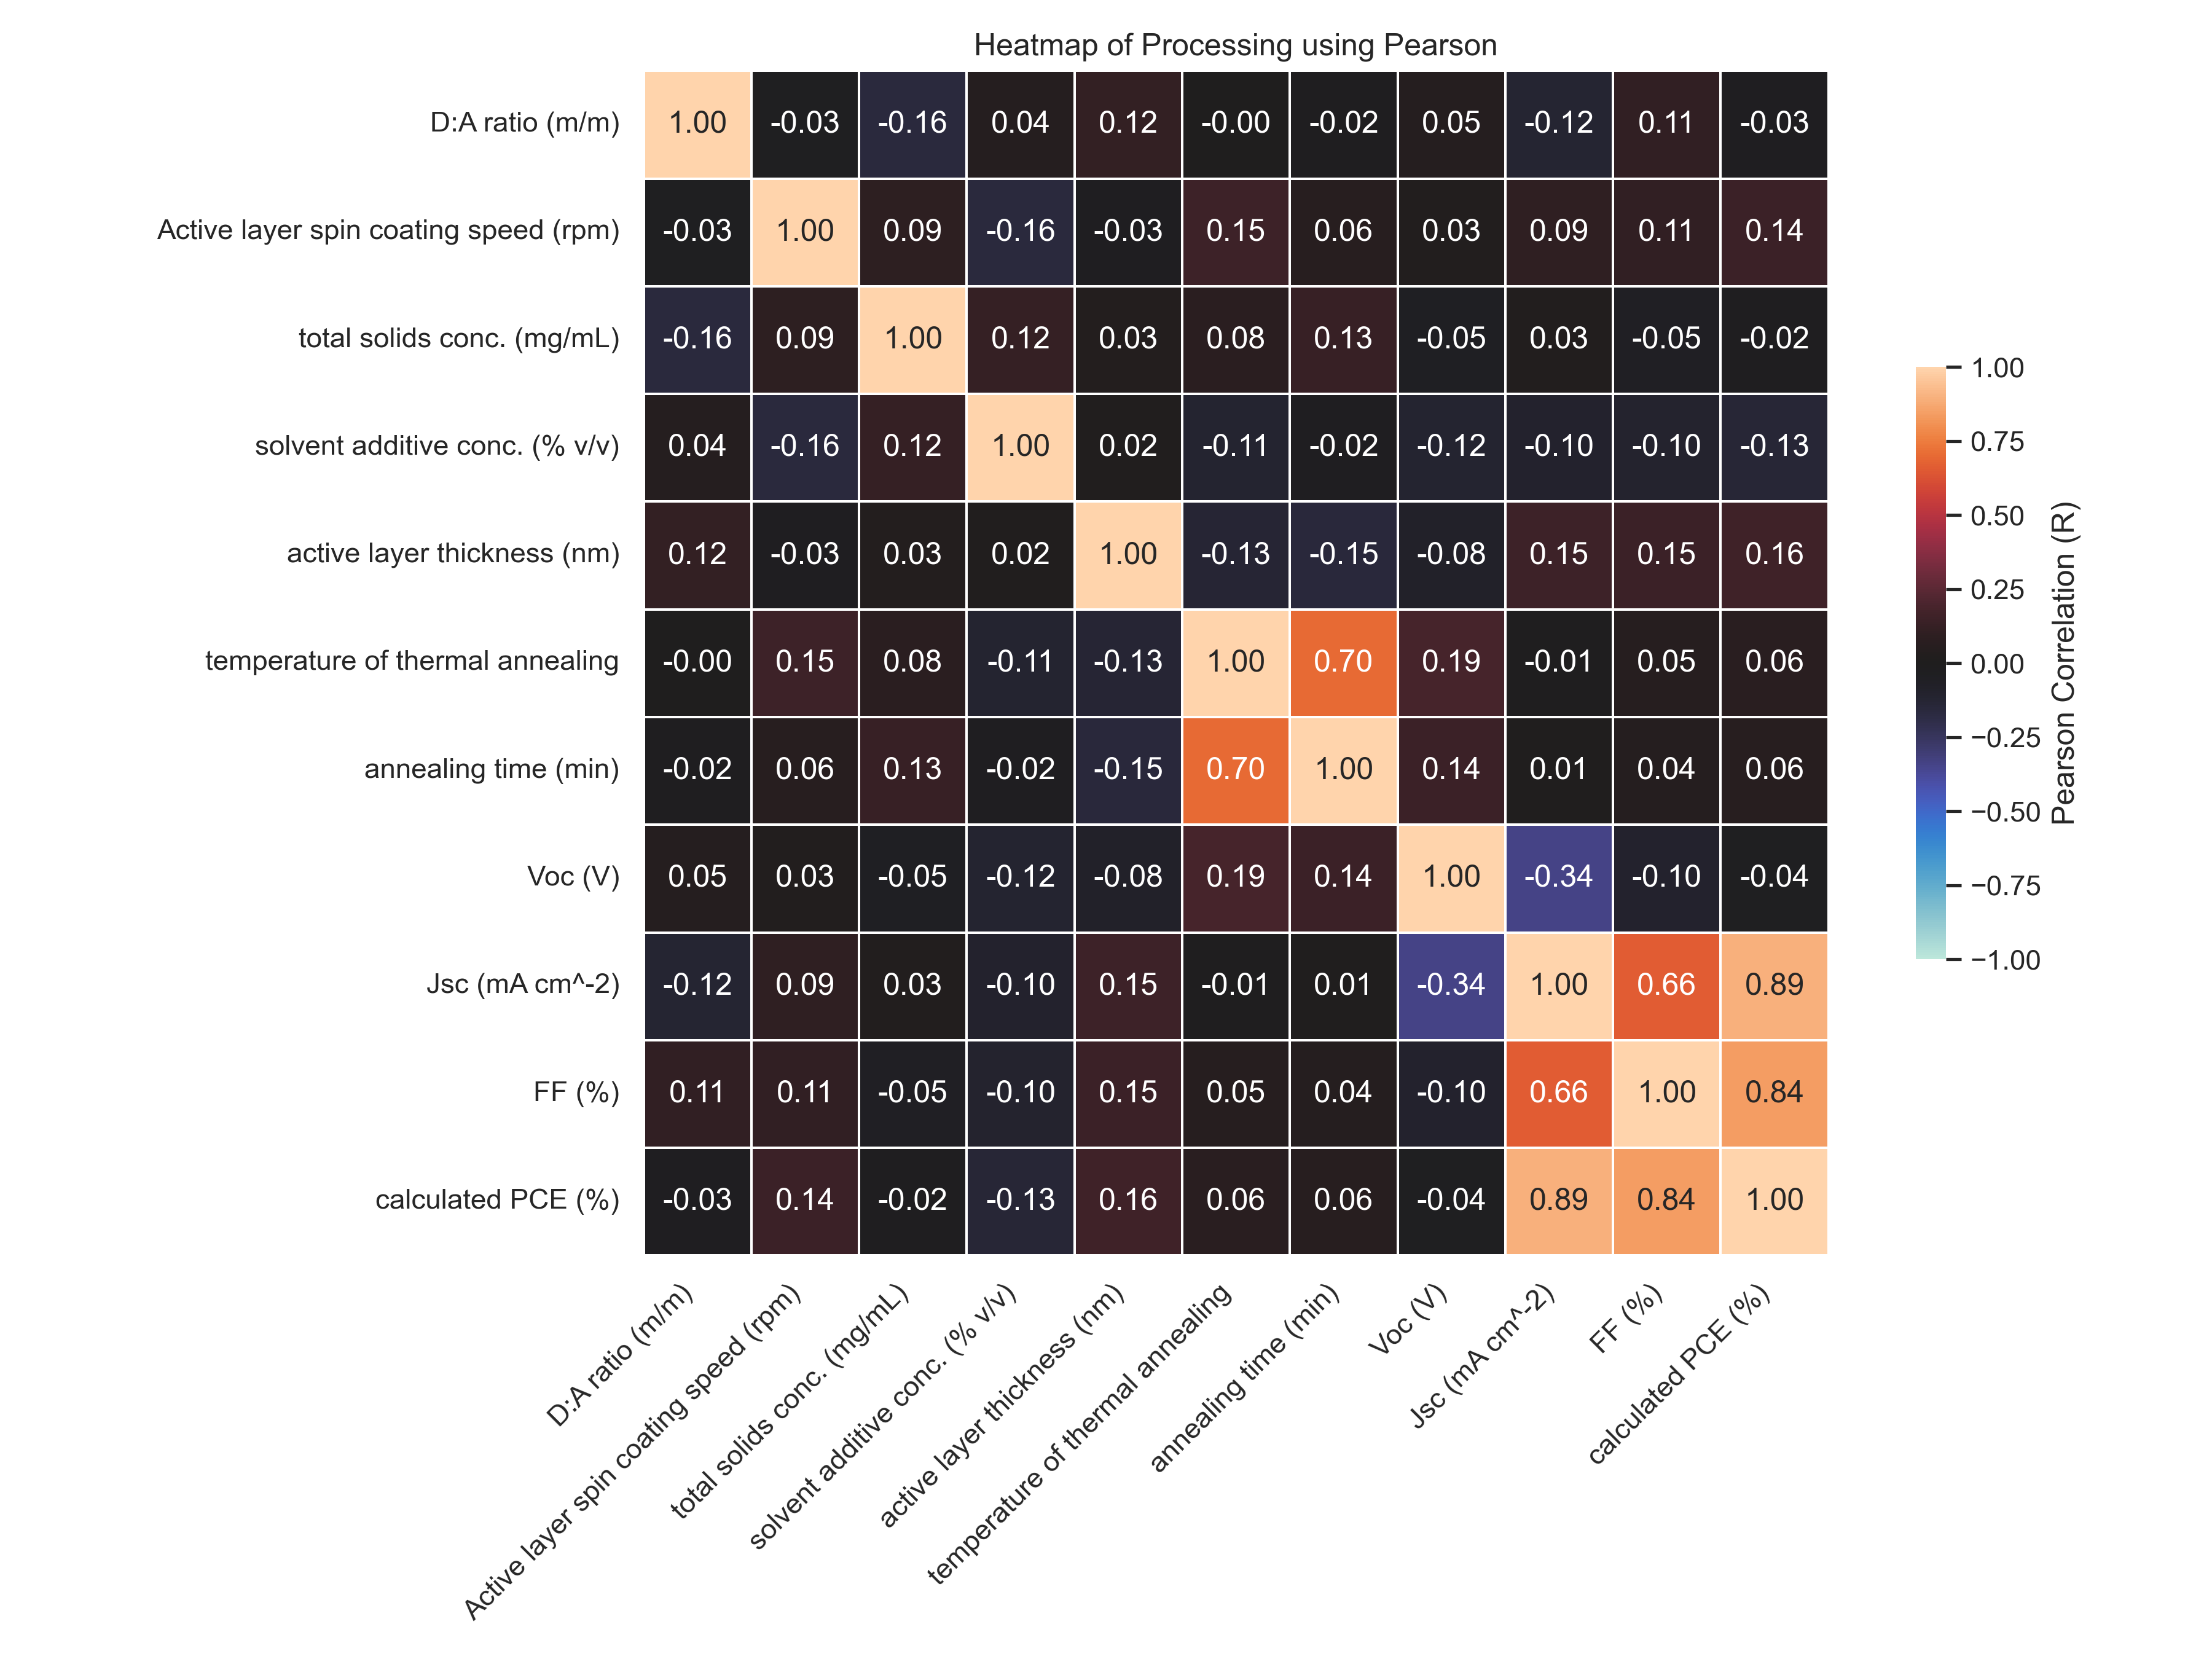 Heatmap of Processing using Pearson
D:A ratio (m/m) 1.00 -0.03 -0.16 0.04 0.12 -0.00 -0.02 0.05 -0.12 0.11 -0.03
Active layer spin coating speed (rpm) -0.03 1.00 0.09 -0.16 -0.03 0.15 0.06 0.03 0.09 0.11 0.14
total solids conc. (mg/mL) -0.16 0.09 1.00 0.12 0.03 0.08 0.13 -0.05 0.03 -0.05 -0.02
solvent additive conc. (% v/v) 0.04 -0.16 0.12 1.00 0.02 -0.11 -0.02 -0.12 -0.10 -0.10 -0.13
active layer thickness (nm) 0.12 -0.03 0.03 0.02 1.00 -0.13 -0.15 -0.08 0.15 0.15 0.16
temperature of thermal annealing -0.00 0.15 0.08 -0.11 -0.13 1.00 0.70 0.19 -0.01 0.05 0.06
annealing time (min) -0.02 0.06 0.13 -0.02 -0.15 0.70 1.00 0.14 0.01 0.04 0.06
Voc (V) 0.05 0.03 -0.05 -0.12 -0.08 0.19 0.14 1.00 -0.34 -0.10 -0.04
Jsc (mA cm^-2) -0.12 0.09 0.03 -0.10 0.15 -0.01 0.01 -0.34 1.00 0.66 0.89
FF (%) 0.11 0.11 -0.05 -0.10 0.15 0.05 0.04 -0.10 0.66 1.00 0.84
calculated PCE (%) -0.03 0.14 -0.02 -0.13 0.16 0.06 0.06 -0.04 0.89 0.84 1.00
D:A ratio (m/m)
Active layer spin coating speed (rpm)
total solids conc. (mg/mL)
solvent additive conc. (% v/v)
active layer thickness (nm)
temperature of thermal annealing
annealing time (min)
Voc (V)
Jsc (mA cm^-2)
FF (%)
calculated PCE (%)
1.00
0.75
0.50
0.25
0.00
−0.25
−0.50
−0.75
−1.00
Pearson Correlation (R)